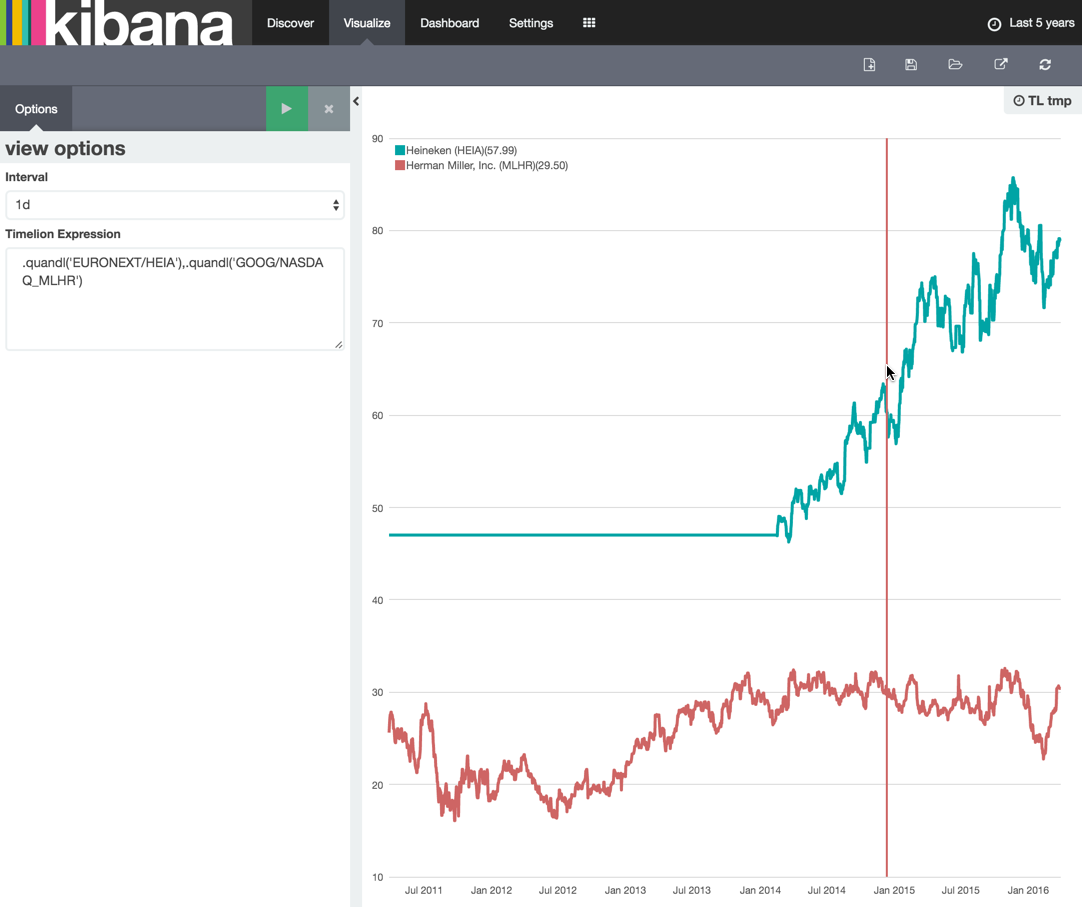 kibana
Discover
Visualize
Dashboard
Settings
Last 5 years
Options
TL tmp
view options
Interval
1d
Timelion Expression
.quandl('EURONEXT/HEIA'),.quandl('GOOG/NASDA
Q_MLHR')
90
Heineken (HEIA)(57.99)
Herman Miller, Inc. (MLHR)(29.50)
80
70
60
50
40
30
20
10
Jul 2011
Jan 2012
Jul 2012
Jan 2013
Jul 2013
Jan 2014
Jul 2014
Jan 2015
Jul 2015
Jan 2016